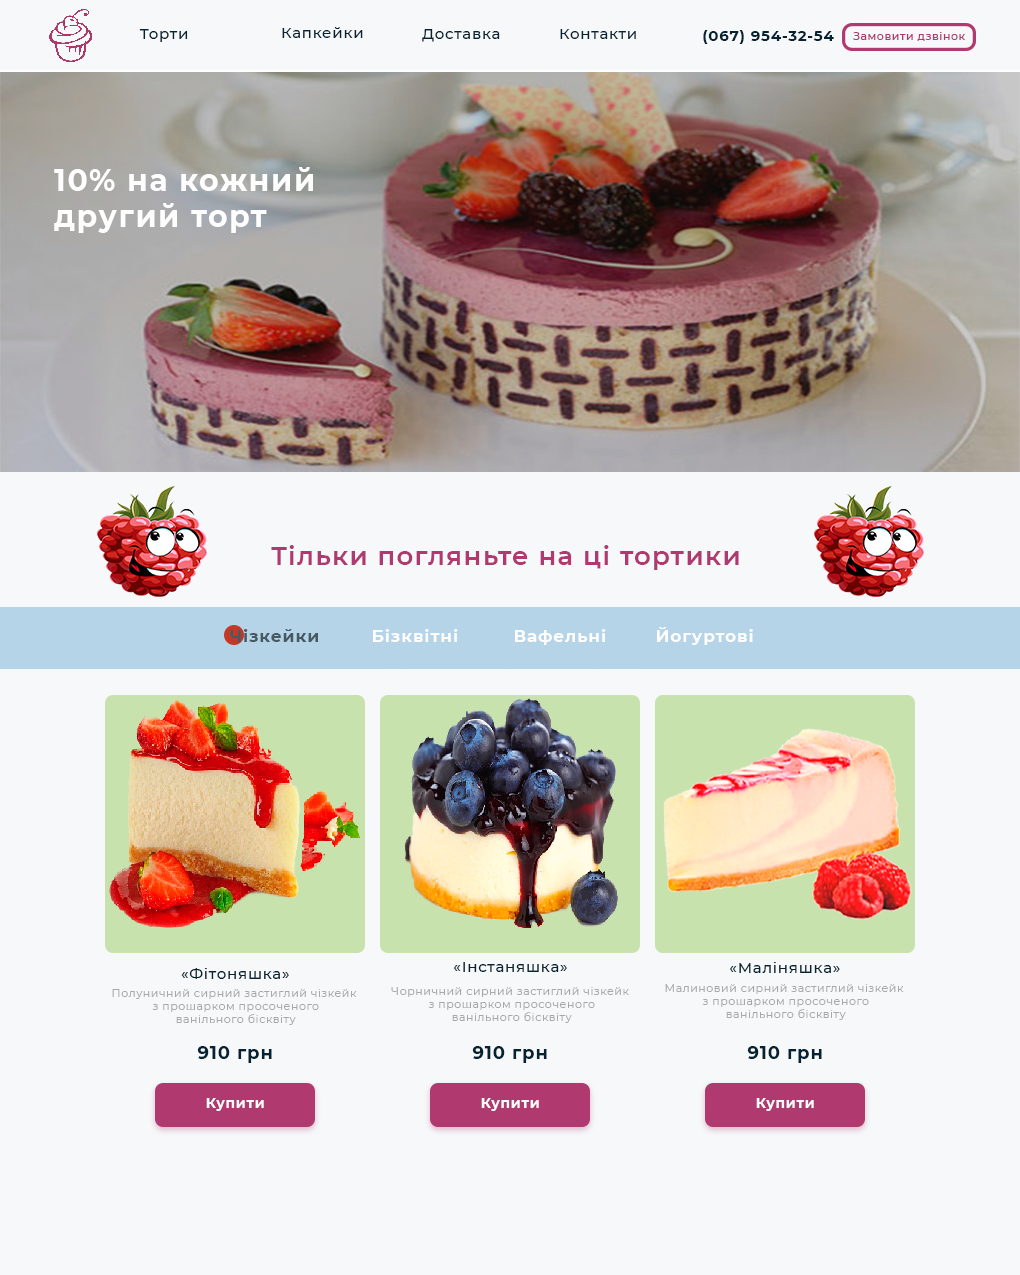 Торти
Капкейки
Доставка
Контакти
(067) 954-32-54
Замовити дзвінок
10% на кожний
другий торт
Тільки погляньте на ці тортики
Чізкейки
Бізквітні
Вафельні
Йогуртові
«Фітоняшка»
Полуничний сирний застиглий чізкейк
з прошарком просоченого
ванільного бісквіту
910 грн
Купити
«Інстаняшка»
Чорничний сирний застиглий чізкейк
з прошарком просоченого
ванільного бісквіту
910 грн
Купити
«Маліняшка»
Малиновий сирний застиглий чізкейк
з прошарком просоченого
ванільного бісквіту
910 грн
Купити